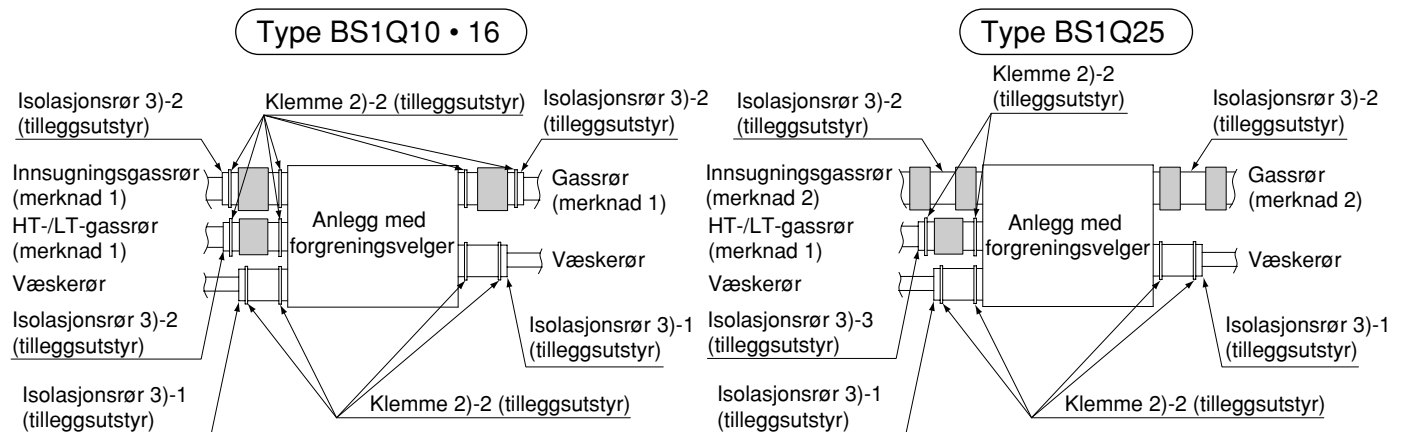 Type BS1Q10 • 16
Isolasjonsrør 3)-2
(tilleggsutstyr)
Klemme 2)-2 (tilleggsutstyr)
Isolasjonsrør 3)-2
(tilleggsutstyr)
Innsugningsgassrør
(merknad 1)
HT-/LT-gassrør
(merknad 1)
Væskerør
Anlegg med
forgreningsvelger
Gassrør
(merknad 1)
Væskerør
Isolasjonsrør 3)-2
(tilleggsutstyr)
Isolasjonsrør 3)-1
(tilleggsutstyr)
Isolasjonsrør 3)-1
(tilleggsutstyr)
Klemme 2)-2 (tilleggsutstyr)
Type BS1Q25
Klemme 2)-2
(tilleggsutstyr)
Isolasjonsrør 3)-2
(tilleggsutstyr)
Isolasjonsrør 3)-2
(tilleggsutstyr)
Innsugningsgassrør
(merknad 2)
HT-/LT-gassrør
(merknad 1)
Væskerør
Anlegg med
forgreningsvelger
Gassrør
(merknad 2)
Væskerør
Isolasjonsrør 3)-3
(tilleggsutstyr)
Isolasjonsrør 3)-1
(tilleggsutstyr)
Isolasjonsrør 3)-1
(tilleggsutstyr)
Klemme 2)-2 (tilleggsutstyr)